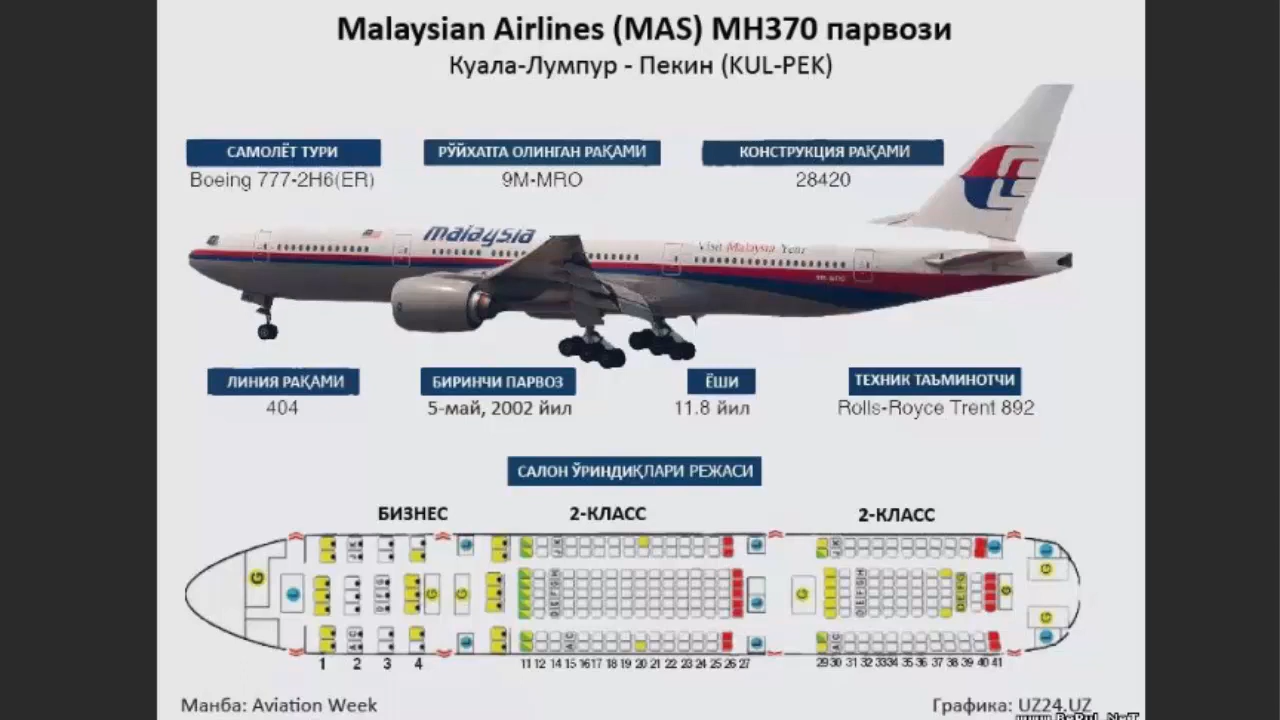 Malaysian Airlines (MAS) MH370 парвози
Куала-Лумпур - Пекин (KUL-PEK)
САМОЛЁТ ТУРИ
РЎЙХАТГА ОЛИНГАН РАҚАМИ
КОНСТРУКЦИЯ РАҚАМИ
Boeing 777-2H6(ER)
9M-MRO
28420
malaysia
Visit Malaysia Year
ЛИНИЯ РАҚАМИ
БИРИНЧИ ПАРВОЗ
ЁШИ
ТЕХНИК ТАЪМИНОТЧИ
404
5-май, 2002 йил
11.8 йил
Rolls-Royce Trent 892
САЛОН ЎРИНДИҚЛАРИ РЕЖАСИ
БИЗНЕС
2-КЛАСС
2-КЛАСС
G
G
G
G
G
G
G
1 2 3 4 11 12 14 15 16 17 18 19 20 21 22 23 24 25 26 27 29 30 31 32 33 34 35 36 37 38 39 40 41
Манба: Aviation Week
Графика: UZ24.UZ